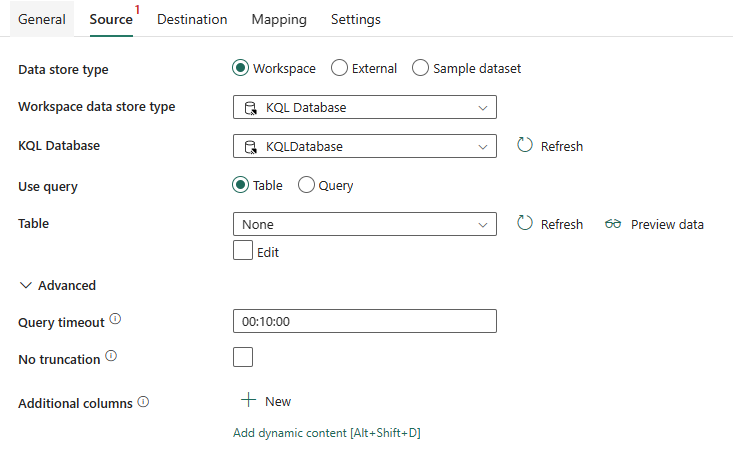 General Source 1 Destination Mapping Settings
Data store type Workspace External Sample dataset
Workspace data store type KQL Database
KQL Database KQLDatabase Refresh
Use query Table Query
Table None Refresh Preview data
Edit
Advanced
Query timeout 00:10:00
No truncation
Additional columns New
Add dynamic content [Alt+Shift+D]